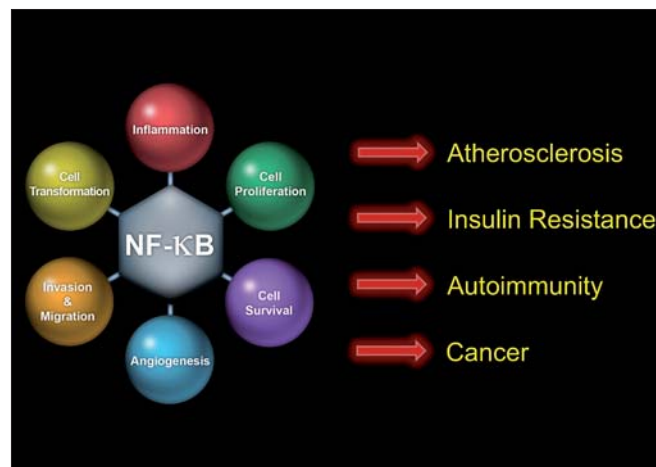 Inflammation
Cell
Transformation
Cell
Proliferation
NF-κB
Invasion
&
Migration
Cell
Survival
Angiogenesis
Atherosclerosis
Insulin Resistance
Autoimmunity
Cancer